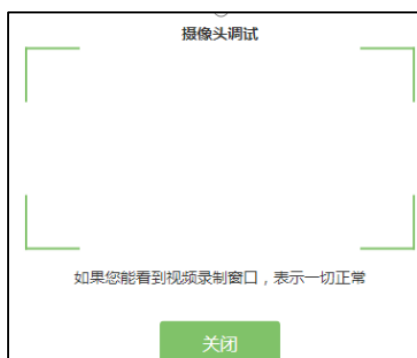 摄像头调试
如果您能看到视频录制窗口，表示一切正常
关闭